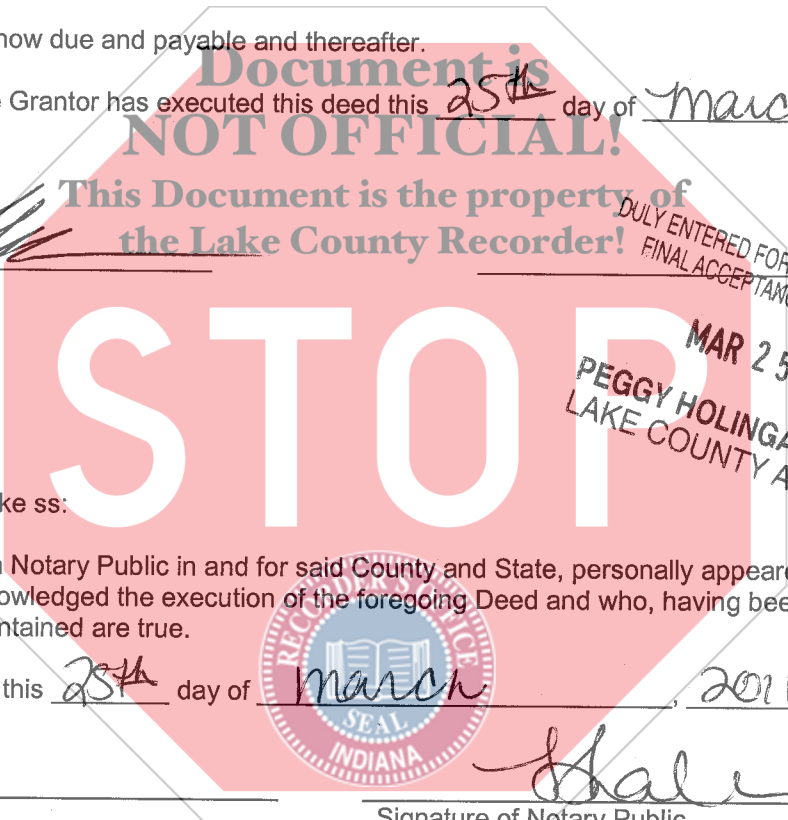 now due and payable and thereafter.
Document is
Grantor has executed this deed this 25th day of Marc
NOT OFFICIAL!
This Document is the property of
the Lake County Recorder!
DULY ENTERED FOR
FINAL ACCEPTANC
MAR 25
PEGGY HOLINGA
LAKE COUNTY A
STOP
ke ss:
Notary Public in and for said County and State, personally appeare
owledged the execution of the foregoing Deed and who, having bee
ntained are true.
this 25th day of March, 2011
RECORDER'S OFFICE
SEAL
INDIANA
Signature of Notary Public